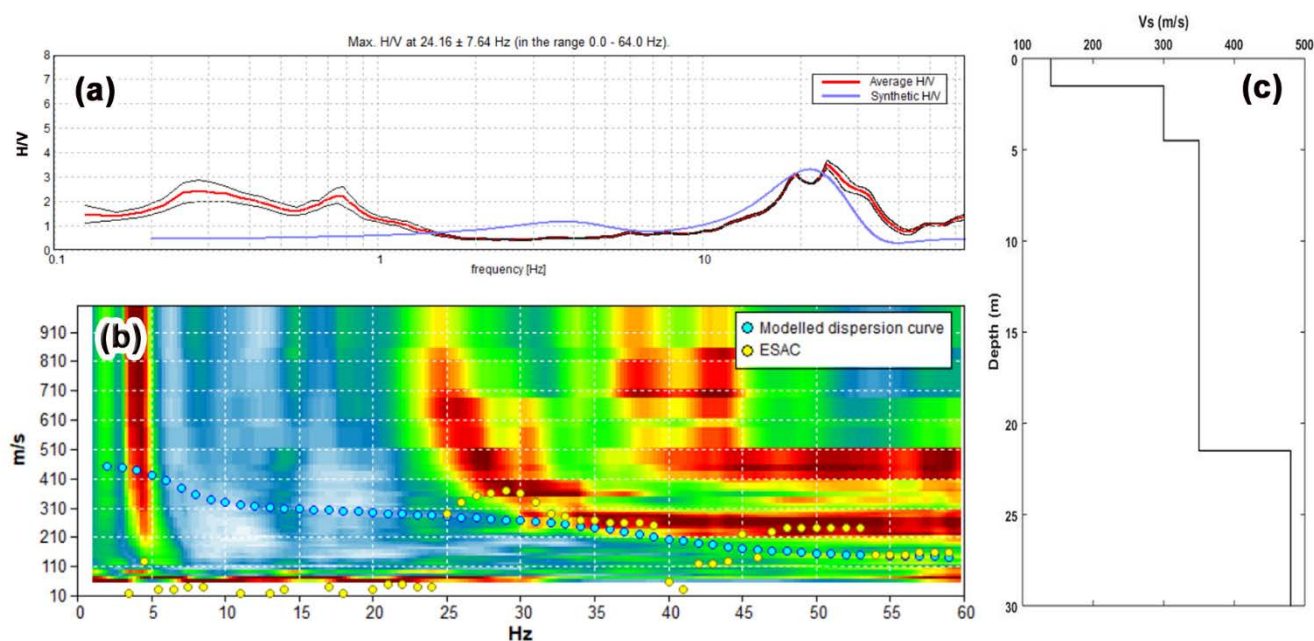 Max. H/V at 24.16 ± 7.64 Hz (in the range 0.0 - 64.0 Hz).
(a)
Average H/V
Synthetic H/V
H/V
8
7
6
5
4
3
2
1
0
0.1
1
10
frequency [Hz]
(b)
Modelled dispersion curve
ESAC
m/s
910
810
710
610
510
410
310
210
110
10
0 5 10 15 20 25 30 35 40 45 50 55 60
Hz
Vs (m/s)
100 200 300 400 500
(c)
Depth (m)
0
5
10
15
20
25
30